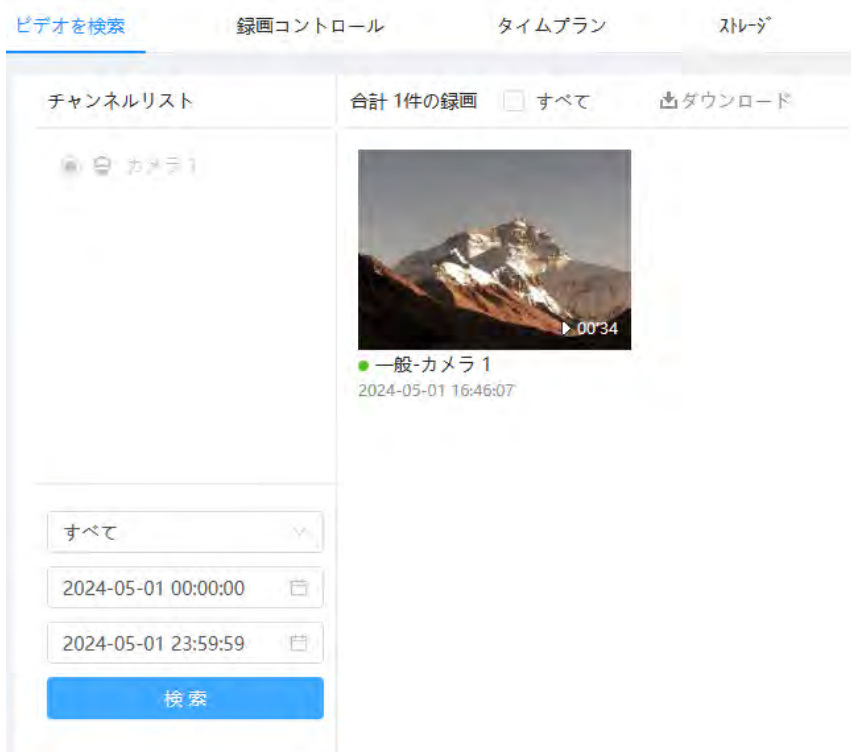 ビデオを検索 録画コントロール タイムプラン ｽﾄﾚｰｼﾞ
チャンネルリスト
合計 1件の録画 すべて ダウンロード
カメラ 1
00'34
一般-カメラ 1
2024-05-01 16:46:07
すべて
2024-05-01 00:00:00
2024-05-01 23:59:59
検索